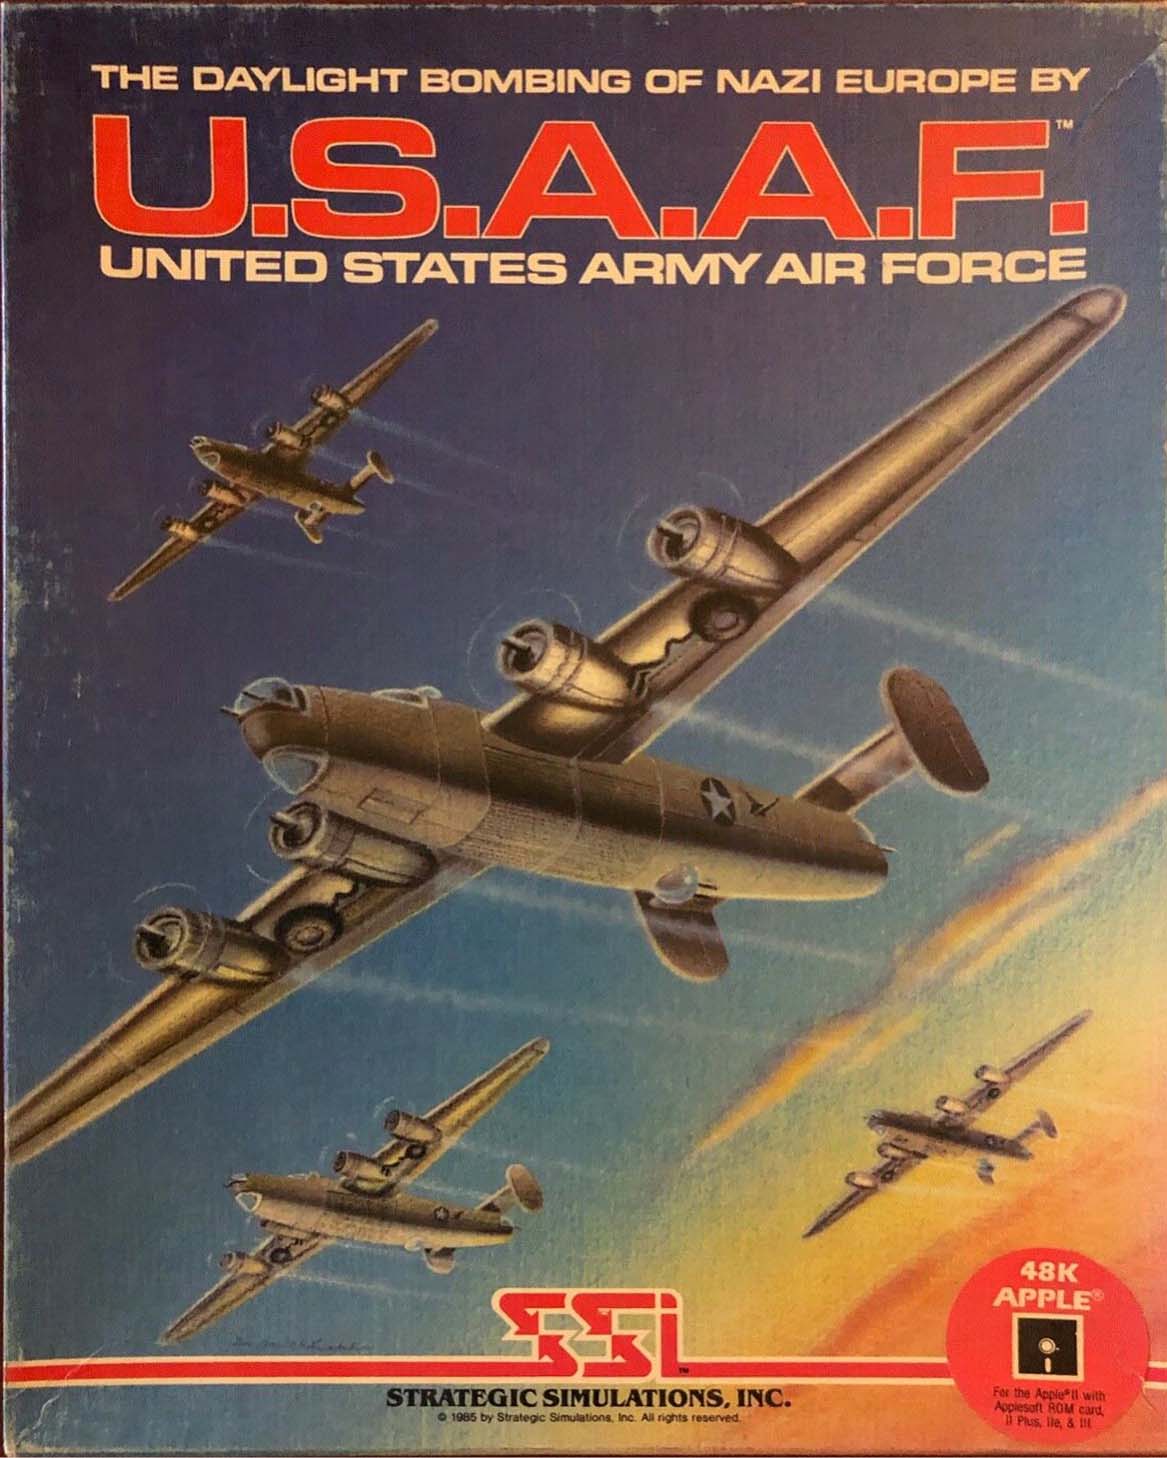 THE DAYLIGHT BOMBING OF NAZI EUROPE BY
U.S.A.A.F.™
UNITED STATES ARMY AIR FORCE
48K
APPLE®
SSi™
For the Apple® II with
Applesoft ROM card,
II Plus, IIe, & III.
STRATEGIC SIMULATIONS, INC.
© 1985 by Strategic Simulations, Inc. All rights reserved.